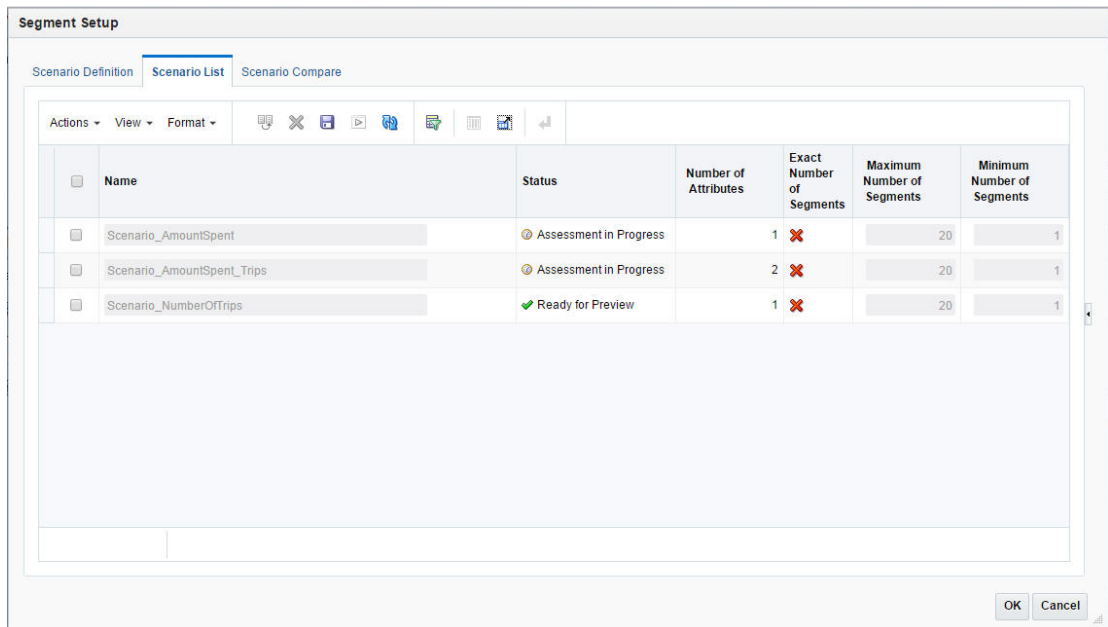 Segment Setup
Scenario Definition Scenario List Scenario Compare
Actions View Format
Name Status Number of Attributes Exact Number of Segments Maximum Number of Segments Minimum Number of Segments
Scenario_AmountSpent Assessment in Progress 1 20 1
Scenario_AmountSpent_Trips Assessment in Progress 2 20 1
Scenario_NumberOfTrips Ready for Preview 1 20 1
OK Cancel